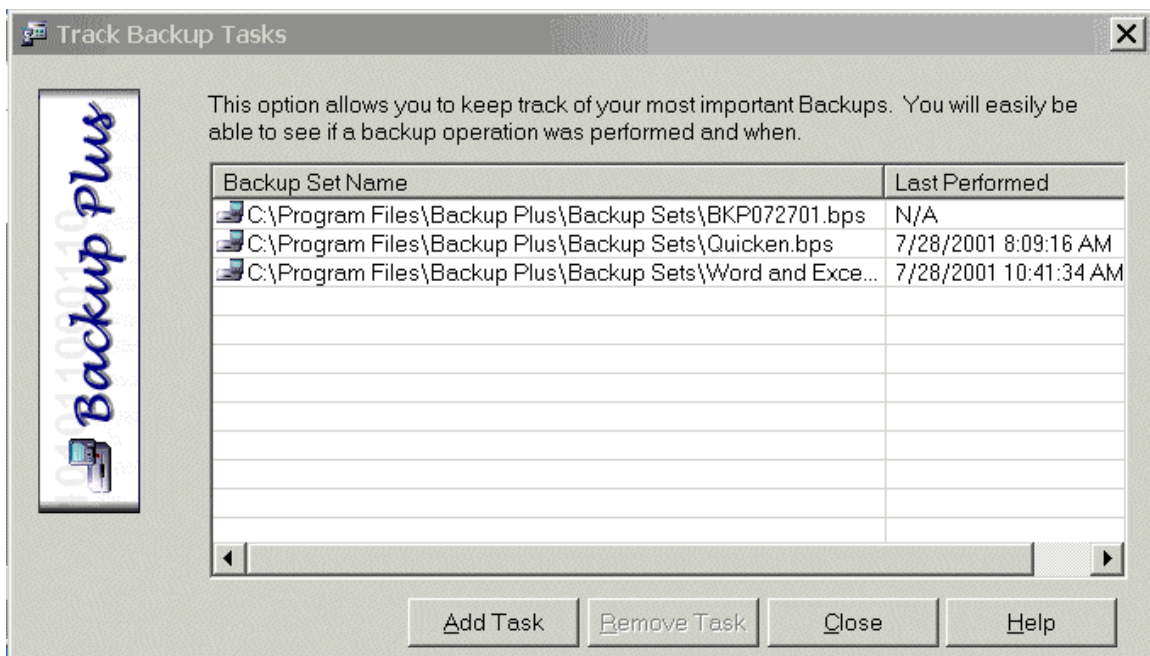 Track Backup Tasks
Backup Plus
This option allows you to keep track of your most important Backups. You will easily be
able to see if a backup operation was performed and when.
Backup Set Name Last Performed
C:\Program Files\Backup Plus\Backup Sets\BKP072701.bps N/A
C:\Program Files\Backup Plus\Backup Sets\Quicken.bps 7/28/2001 8:09:16 AM
C:\Program Files\Backup Plus\Backup Sets\Word and Exce... 7/28/2001 10:41:34 AM
Add Task Remove Task Close Help